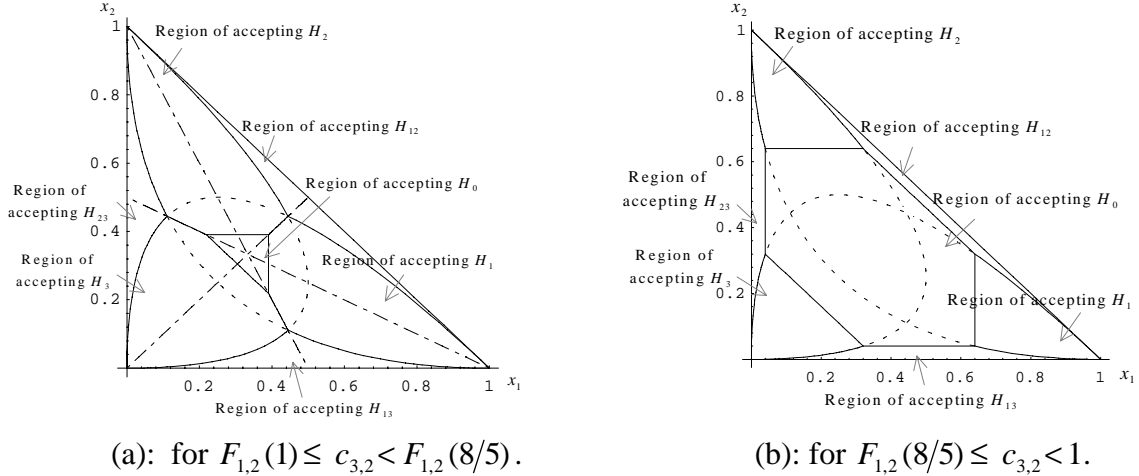 x₂
1
Region of accepting H₂
0.8
Region of accepting H₁₂
0.6
Region of accepting H₀
Region of
accepting H₂₃
0.4
Region of accepting H₁
Region of
accepting H₃
0.2
0.2 0.4 0.6 0.8 1 x₁
Region of accepting H₁₃
(a): for F₁,₂(1) ≤ c₃,₂ < F₁,₂(8/5).
x₂
1
Region of accepting H₂
0.8
Region of accepting H₁₂
0.6
Region of
accepting H₂₃
Region of accepting H₀
0.4
Region of
accepting H₃
0.2
Region of accepting H₁
0.2 0.4 0.6 0.8 1 x₁
Region of accepting H₁₃
(b): for F₁,₂(8/5) ≤ c₃,₂ < 1.